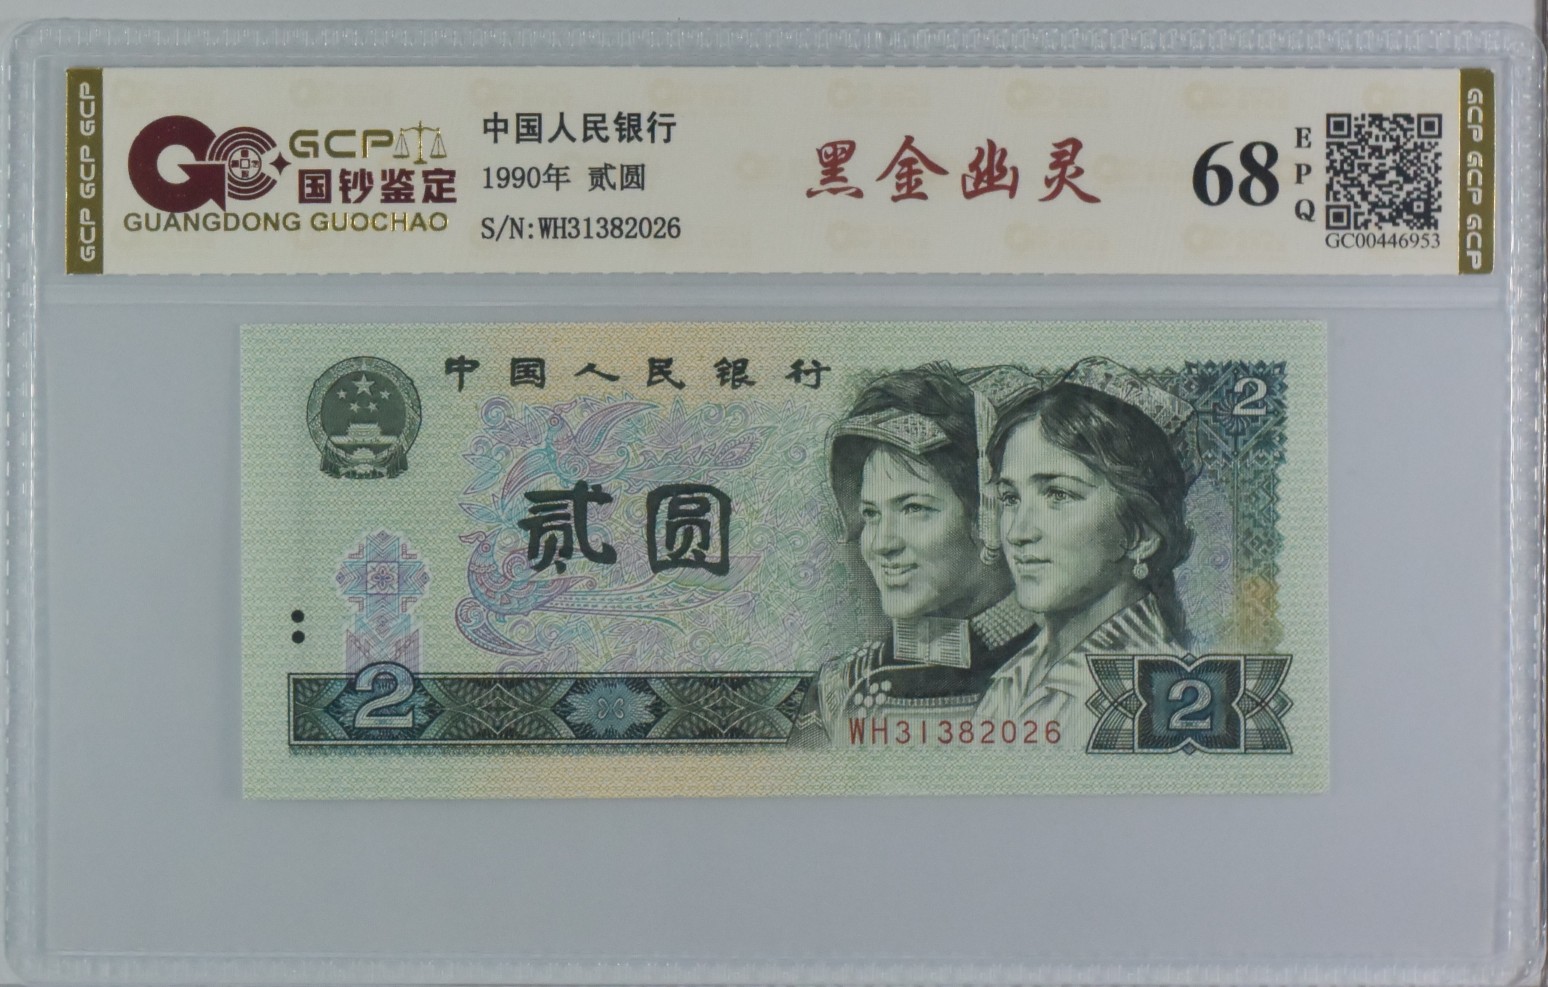 GCP GCP GCP
GCP
国钞鉴定
GUANGDONG GUOCHAO
中国人民银行
1990年 贰圆
S/N:WH31382026
黑金幽灵
68
EPQ
GC00446953
GCP GCP GCP
中国人民银行
2
贰圆
2
WH31382026
2